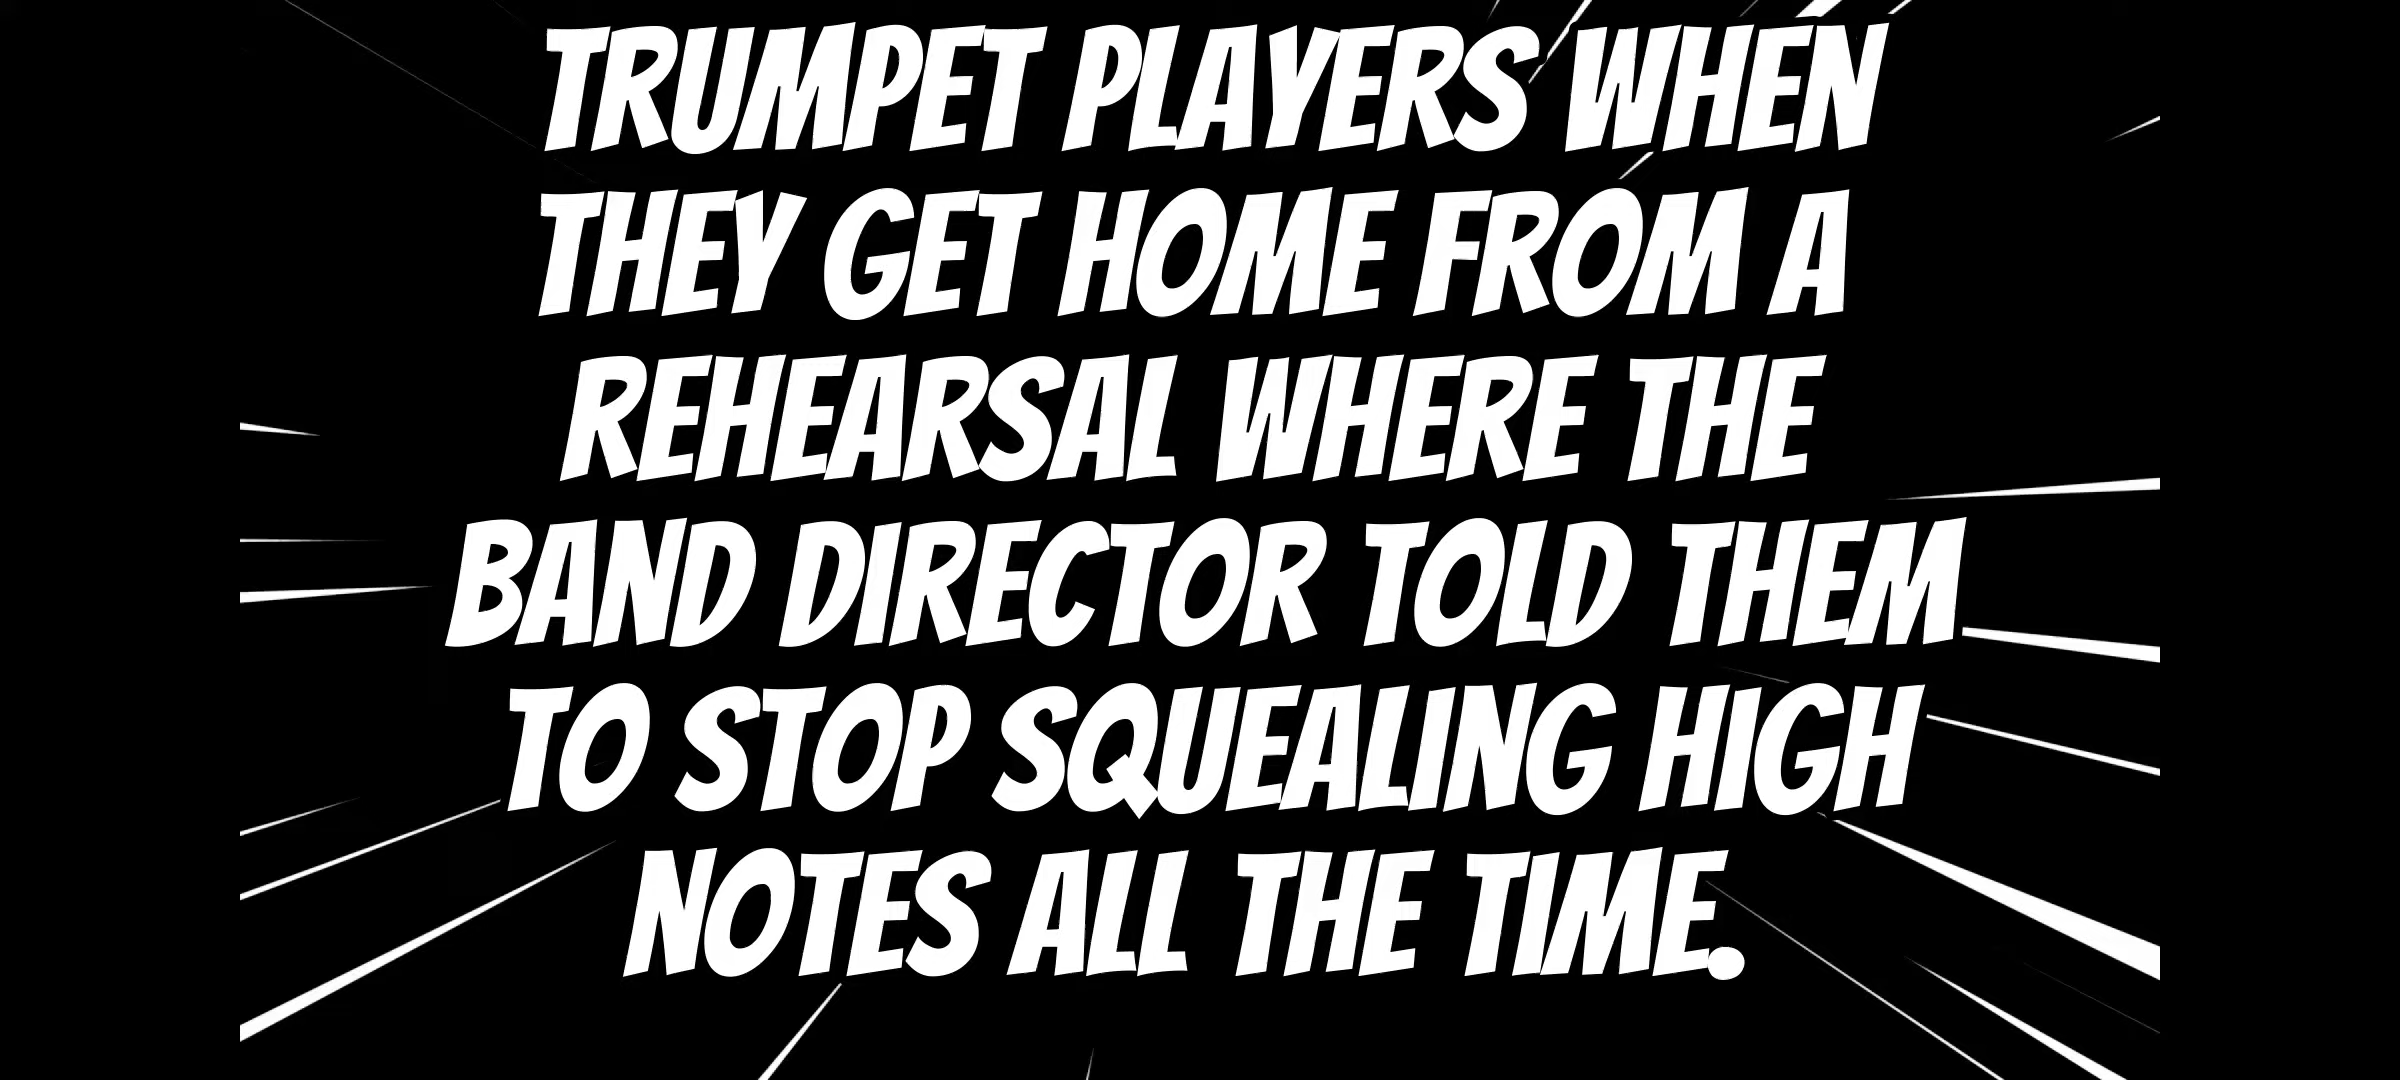 TRUMPET PLAYERS WHEN
THEY GET HOME FROM A
REHEARSAL WHERE THE
BAND DIRECTOR TOLD THEM
TO STOP SQUEALING HIGH
NOTES ALL THE TIME.